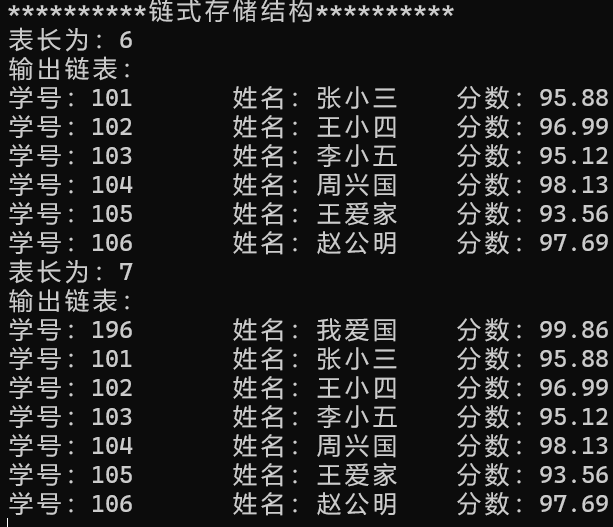 **********链式存储结构**********
表长为：6
输出链表：
学号：101 姓名：张小三 分数：95.88
学号：102 姓名：王小四 分数：96.99
学号：103 姓名：李小五 分数：95.12
学号：104 姓名：周兴国 分数：98.13
学号：105 姓名：王爱家 分数：93.56
学号：106 姓名：赵公明 分数：97.69
表长为：7
输出链表：
学号：196 姓名：我爱国 分数：99.86
学号：101 姓名：张小三 分数：95.88
学号：102 姓名：王小四 分数：96.99
学号：103 姓名：李小五 分数：95.12
学号：104 姓名：周兴国 分数：98.13
学号：105 姓名：王爱家 分数：93.56
学号：106 姓名：赵公明 分数：97.69